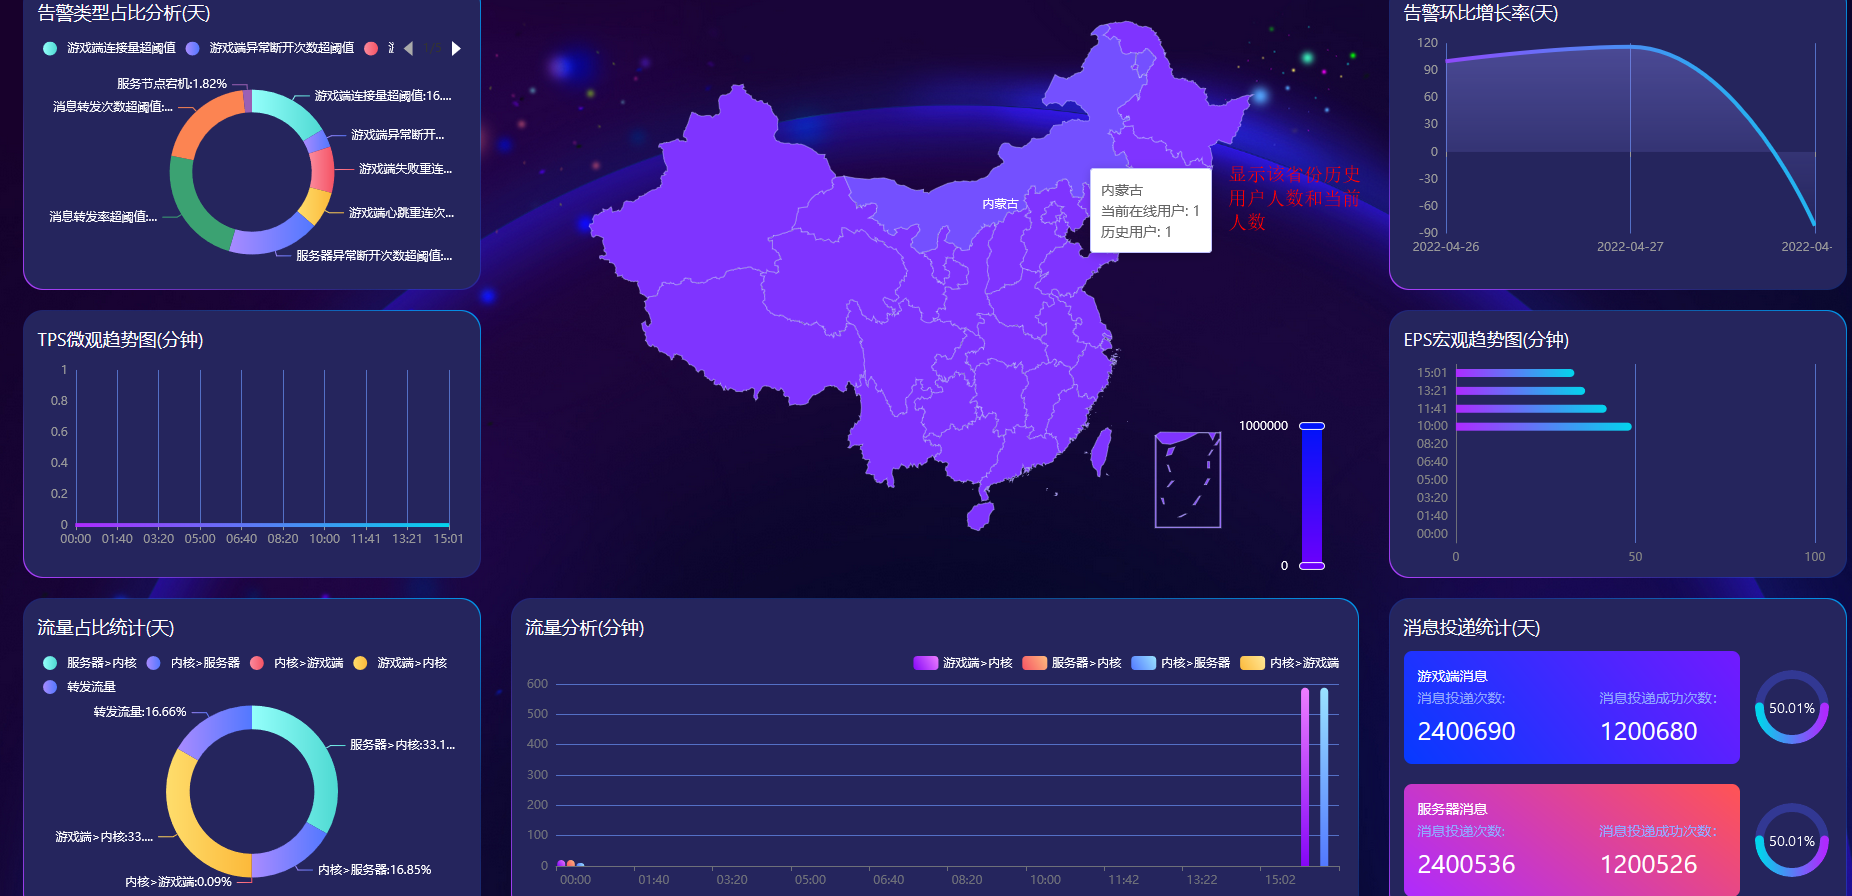 告警类型占比分析(天)
游戏端连接量超阈值 游戏端异常断开次数超阈值
1/5
服务节点宕机:1.82%
游戏端连接量超阈值:16....
消息转发次数超阈值:...
游戏端异常断开...
游戏端失败重连...
消息转发率超阈值:...
游戏端心跳重连次...
服务器异常断开次数超阈值:...
内蒙古
内蒙古
当前在线用户: 1
历史用户: 1
显示该省份历史
用户人数和当前
人数
1000000
0
告警环比增长率(天)
120
90
60
30
0
-30
-60
-90
2022-04-26 2022-04-27 2022-04-
TPS微观趋势图(分钟)
1
0.8
0.6
0.4
0.2
0
00:00 01:40 03:20 05:00 06:40 08:20 10:00 11:41 13:21 15:01
EPS宏观趋势图(分钟)
15:01
13:21
11:41
10:00
08:20
06:40
05:00
03:20
01:40
00:00
0 50 100
流量占比统计(天)
服务器>内核 内核>服务器 内核>游戏端 游戏端>内核
转发流量
转发流量:16.66%
服务器>内核:33.1...
游戏端>内核:33....
内核>服务器:16.85%
内核>游戏端:0.09%
流量分析(分钟)
游戏端>内核 服务器>内核 内核>服务器 内核>游戏端
600
500
400
300
200
100
0
00:00 01:40 03:20 05:00 06:40 08:20 10:00 11:42 13:22 15:02
消息投递统计(天)
游戏端消息
消息投递次数: 消息投递成功次数:
2400690 1200680
50.01%
服务器消息
消息投递次数: 消息投递成功次数:
2400536 1200526
50.01%